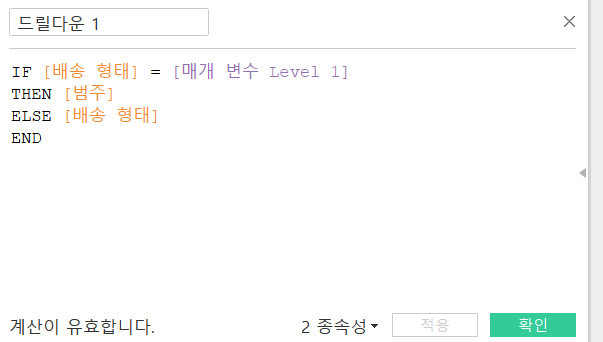 드릴다운 1
IF [배송 형태] = [매개 변수 Level 1]
THEN [범주]
ELSE [배송 형태]
END
계산이 유효합니다. 2 종속성 적용 확인